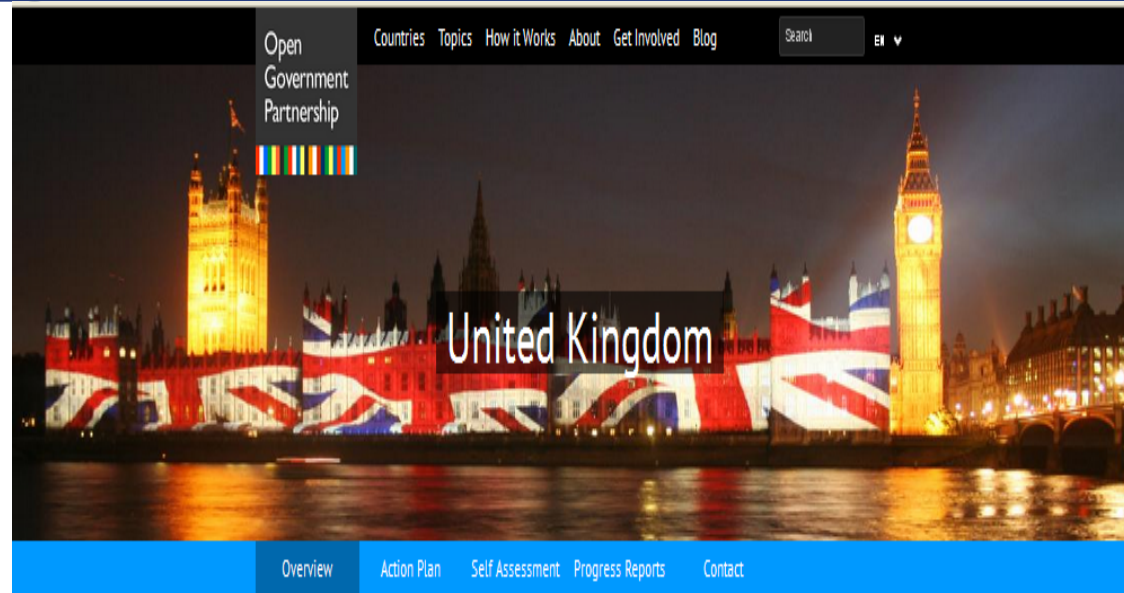 Open
Government
Partnership
Countries Topics How it Works About Get Involved Blog
Search
EN
United Kingdom
Overview Action Plan Self Assessment Progress Reports Contact